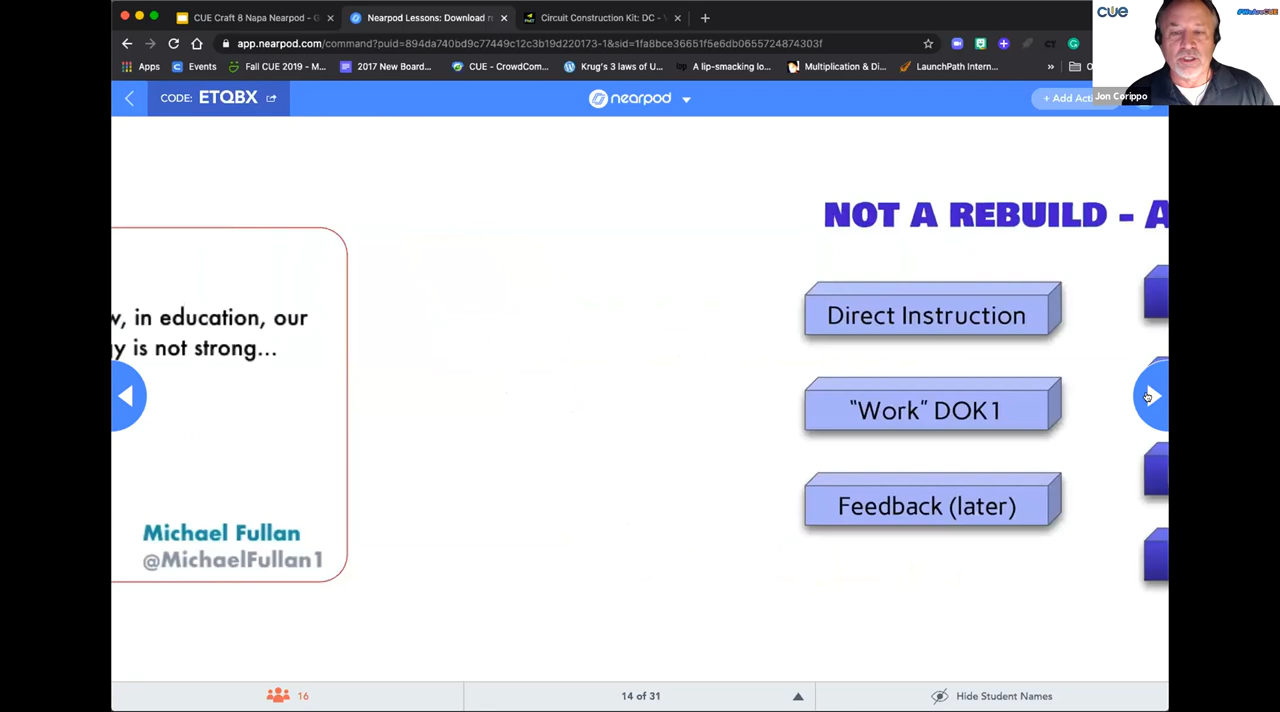 CUE Craft 8 Napa Nearpod - G
Nearpod Lessons: Download r
Circuit Construction Kit: DC -
CUE
#WeAreCUE
app.nearpod.com/command?puid=894da740bd9c77449c12c3b19d220173-1&sid=1fa8bce36651f5e6db0655724874303f
Apps
Events
Fall CUE 2019 - M...
2017 New Board...
CUE-CrowdCom...
Krug's 3 laws of U...
A lip-smacking lo...
Multiplication & Di...
LaunchPath Intern...
»
CODE: ETQBX
nearpod
+ Add Acti
Jon Corippo
NOT A REBUILD - A
w, in education, our
gy is not strong...
Michael Fullan
@MichaelFullan1
Direct Instruction
“Work” DOK1
Feedback (later)
16
14 of 31
Hide Student Names